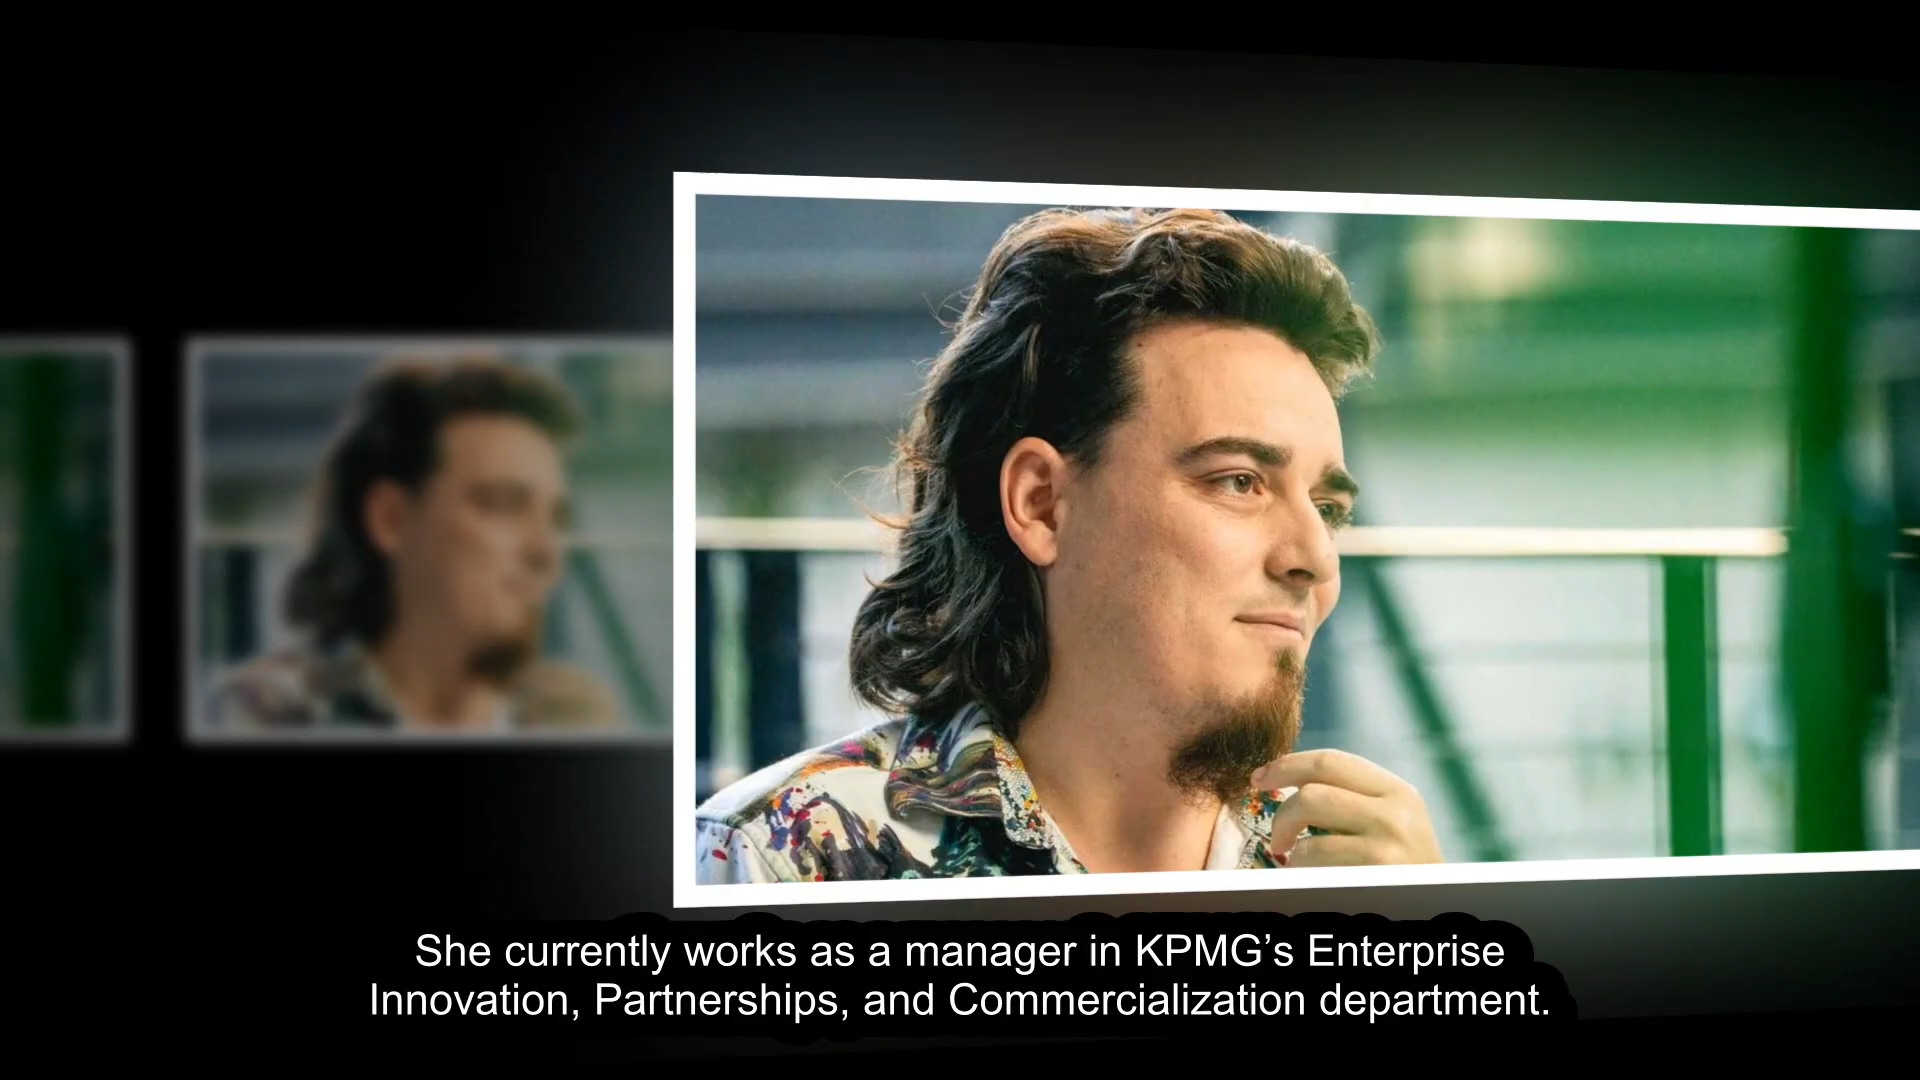 She currently works as a manager in KPMG’s Enterprise
Innovation, Partnerships, and Commercialization department.